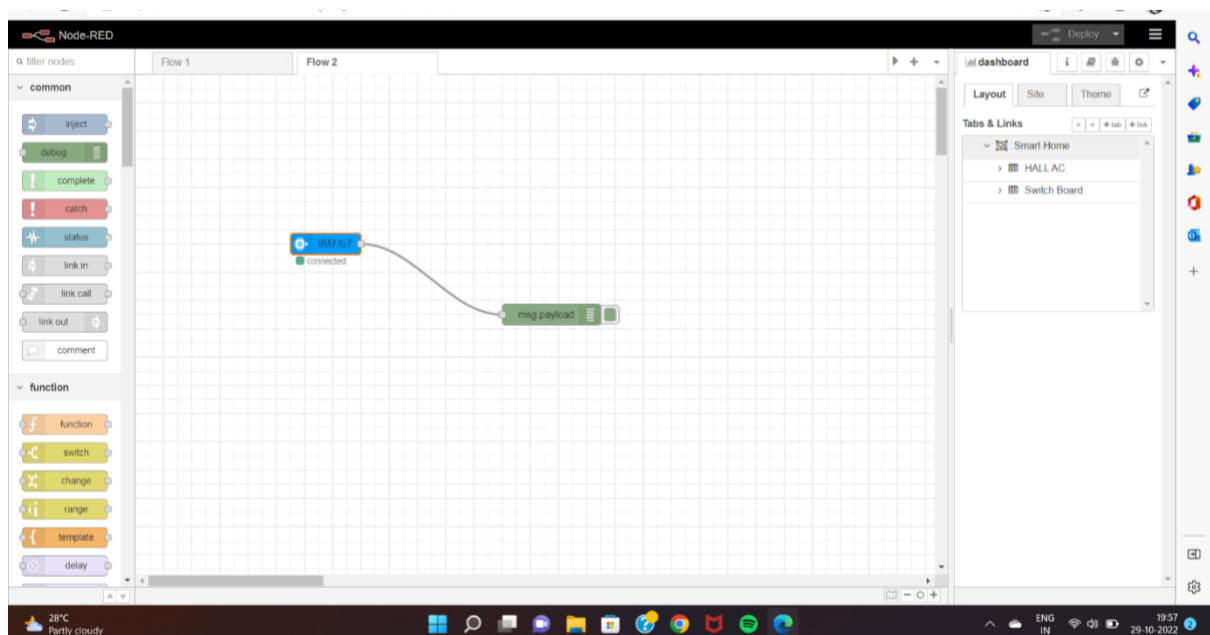 Node-RED
Deploy
filter nodes
Flow 1
Flow 2
dashboard
i
common
Layout
Site
Theme
inject
Tabs & Links
tab
link
debug
Smart Home
complete
HALL AC
catch
Switch Board
status
IBM IoT
connected
link in
link call
msg.payload
link out
comment
function
f
function
switch
change
range
template
delay
28°C
Partly cloudy
ENG
IN
19:57
29-10-2022
2